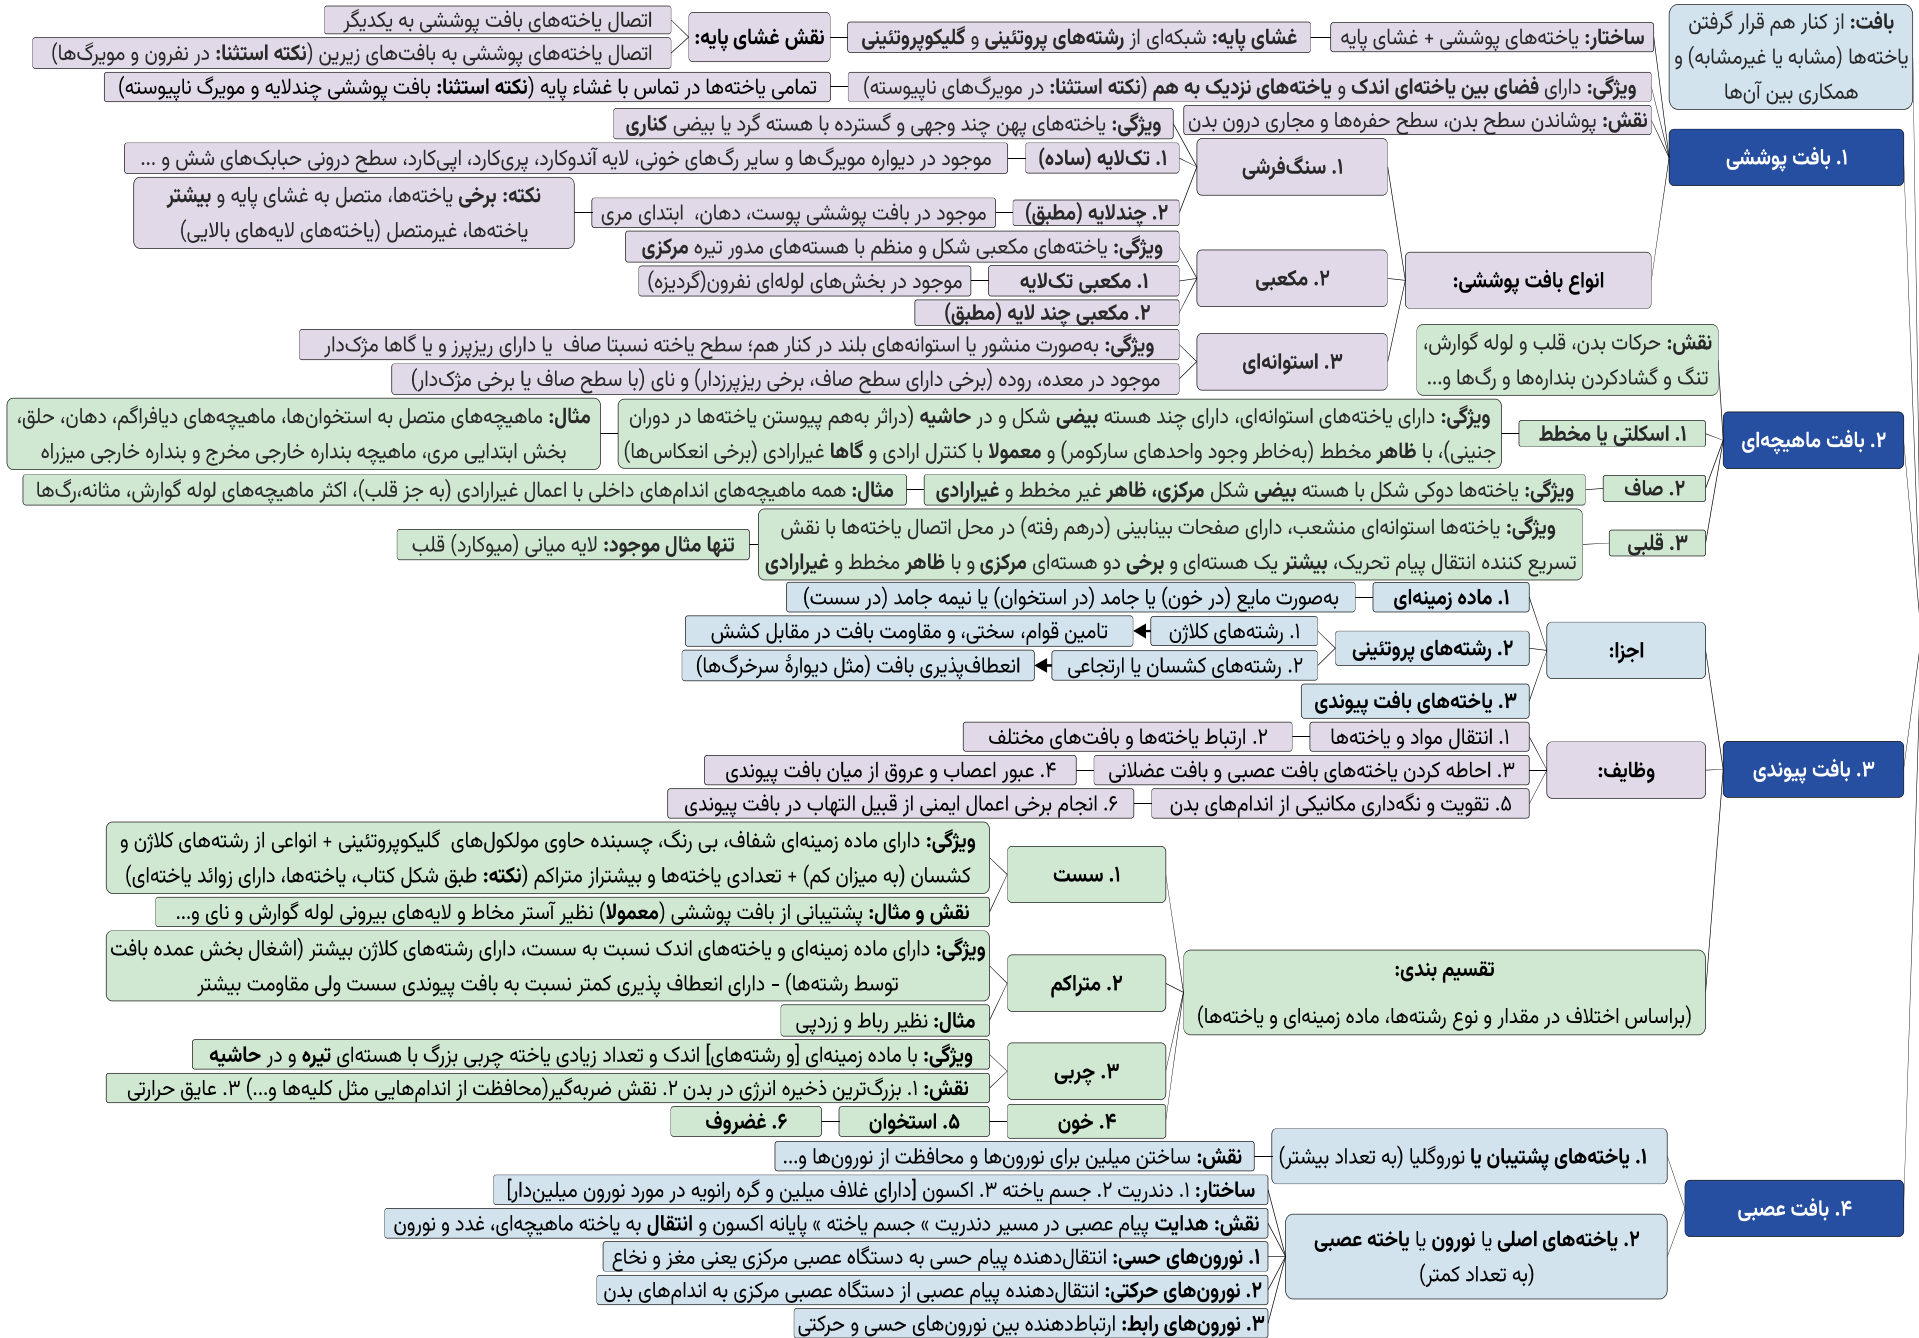 بافت: از کنار هم قرار گرفتن
یاخته‌ها (مشابه یا غیرمشابه) و
همکاری بین آن‌ها
۱. بافت پوششی
ساختار: یاخته‌های پوششی + غشای پایه
غشای پایه: شبکه‌ای از رشته‌های پروتئینی و گلیکوپروتئینی
نقش غشای پایه:
اتصال یاخته‌های بافت پوششی به یکدیگر
اتصال یاخته‌های پوششی به بافت‌های زیرین (نکته استثنا: در نفرون و مویرگ‌ها)
ویژگی: دارای فضای بین یاخته‌ای اندک و یاخته‌های نزدیک به هم (نکته استثنا: در مویرگ‌های ناپیوسته)
تمامی یاخته‌ها در تماس با غشاء پایه (نکته استثنا: بافت پوششی چندلایه و مویرگ ناپیوسته)
نقش: پوشاندن سطح بدن، سطح حفره‌ها و مجاری درون بدن
انواع بافت پوششی:
۱. سنگ‌فرشی
ویژگی: یاخته‌های پهن چند وجهی و گسترده با هسته گرد یا بیضی کناری
۱. تک‌لایه (ساده)
موجود در دیواره مویرگ‌ها و سایر رگ‌های خونی، لایه آندوکارد، پری‌کارد، اپی‌کارد، سطح درونی حبابک‌های شش و ...
۲. چندلایه (مطبق)
موجود در بافت پوششی پوست، دهان، ابتدای مری
نکته: برخی یاخته‌ها، متصل به غشای پایه و بیشتر
یاخته‌ها، غیرمتصل (یاخته‌های لایه‌های بالایی)
۲. مکعبی
ویژگی: یاخته‌های مکعبی شکل و منظم با هسته‌های مدور تیره مرکزی
۱. مکعبی تک‌لایه
موجود در بخش‌های لوله‌ای نفرون(گردیزه)
۲. مکعبی چند لایه (مطبق)
۳. استوانه‌ای
ویژگی: به‌صورت منشور یا استوانه‌های بلند در کنار هم؛ سطح یاخته نسبتا صاف یا دارای ریزپرز و یا گاها مژک‌دار
موجود در معده، روده (برخی دارای سطح صاف، برخی ریزپرزدار) و نای (با سطح صاف یا برخی مژک‌دار)
۲. بافت ماهیچه‌ای
نقش: حرکات بدن، قلب و لوله گوارش،
تنگ و گشادکردن بنداره‌ها و رگ‌ها و...
۱. اسکلتی یا مخطط
ویژگی: دارای یاخته‌های استوانه‌ای، دارای چند هسته بیضی شکل و در حاشیه (دراثر به‌هم پیوستن یاخته‌ها در دوران
جنینی)، با ظاهر مخطط (به‌خاطر وجود واحدهای سارکومر) و معمولا با کنترل ارادی و گاها غیرارادی (برخی انعکاس‌ها)
مثال: ماهیچه‌های متصل به استخوان‌ها، ماهیچه‌های دیافراگم، دهان، حلق،
بخش ابتدایی مری، ماهیچه بنداره خارجی مخرج و بنداره خارجی میزراه
۲. صاف
ویژگی: یاخته‌ها دوکی شکل با هسته بیضی شکل مرکزی، ظاهر غیر مخطط و غیرارادی
مثال: همه ماهیچه‌های اندام‌های داخلی با اعمال غیرارادی (به جز قلب)، اکثر ماهیچه‌های لوله گوارش، مثانه،رگ‌ها
۳. قلبی
ویژگی: یاخته‌ها استوانه‌ای منشعب، دارای صفحات بینابینی (درهم رفته) در محل اتصال یاخته‌ها با نقش
تسریع کننده انتقال پیام تحریک، بیشتر یک هسته‌ای و برخی دو هسته‌ای مرکزی و با ظاهر مخطط و غیرارادی
تنها مثال موجود: لایه میانی (میوکارد) قلب
۳. بافت پیوندی
اجزا:
۱. ماده زمینه‌ای
به‌صورت مایع (در خون) یا جامد (در استخوان) یا نیمه جامد (در سست)
۲. رشته‌های پروتئینی
۱. رشته‌های کلاژن
تامین قوام، سختی، و مقاومت بافت در مقابل کشش
۲. رشته‌های کشسان یا ارتجاعی
انعطاف‌پذیری بافت (مثل دیوارهٔ سرخرگ‌ها)
۳. یاخته‌های بافت پیوندی
وظایف:
۱. انتقال مواد و یاخته‌ها
۲. ارتباط یاخته‌ها و بافت‌های مختلف
۳. احاطه کردن یاخته‌های بافت عصبی و بافت عضلانی
۴. عبور اعصاب و عروق از میان بافت پیوندی
۵. تقویت و نگه‌داری مکانیکی از اندام‌های بدن
۶. انجام برخی اعمال ایمنی از قبیل التهاب در بافت پیوندی
تقسیم بندی:
(براساس اختلاف در مقدار و نوع رشته‌ها، ماده زمینه‌ای و یاخته‌ها)
۱. سست
ویژگی: دارای ماده زمینه‌ای شفاف، بی رنگ، چسبنده حاوی مولکول‌های گلیکوپروتئینی + انواعی از رشته‌های کلاژن و
کشسان (به میزان کم) + تعدادی یاخته‌ها و بیشتراز متراکم (نکته: طبق شکل کتاب، یاخته‌ها، دارای زوائد یاخته‌ای)
نقش و مثال: پشتیبانی از بافت پوششی (معمولا) نظیر آستر مخاط و لایه‌های بیرونی لوله گوارش و نای و...
۲. متراکم
ویژگی: دارای ماده زمینه‌ای و یاخته‌های اندک نسبت به سست، دارای رشته‌های کلاژن بیشتر (اشغال بخش عمده بافت
توسط رشته‌ها) - دارای انعطاف پذیری کمتر نسبت به بافت پیوندی سست ولی مقاومت بیشتر
مثال: نظیر رباط و زردپی
۳. چربی
ویژگی: با ماده زمینه‌ای [و رشته‌های] اندک و تعداد زیادی یاخته چربی بزرگ با هسته‌ای تیره و در حاشیه
نقش: ۱. بزرگ‌ترین ذخیره انرژی در بدن ۲. نقش ضربه‌گیر(محافظت از اندام‌هایی مثل کلیه‌ها و...) ۳. عایق حرارتی
۴. خون
۵. استخوان
۶. غضروف
۴. بافت عصبی
۱. یاخته‌های پشتیبان یا نوروگلیا (به تعداد بیشتر)
نقش: ساختن میلین برای نورون‌ها و محافظت از نورون‌ها و...
۲. یاخته‌های اصلی یا نورون یا یاخته عصبی
(به تعداد کمتر)
ساختار: ۱. دندریت ۲. جسم یاخته ۳. اکسون [دارای غلاف میلین و گره رانویه در مورد نورون میلین‌دار]
نقش: هدایت پیام عصبی در مسیر دندریت » جسم یاخته » پایانه اکسون و انتقال به یاخته ماهیچه‌ای، غدد و نورون
۱. نورون‌های حسی: انتقال‌دهنده پیام حسی به دستگاه عصبی مرکزی یعنی مغز و نخاع
۲. نورون‌های حرکتی: انتقال‌دهنده پیام عصبی از دستگاه عصبی مرکزی به اندام‌های بدن
۳. نورون‌های رابط: ارتباط‌دهنده بین نورون‌های حسی و حرکتی